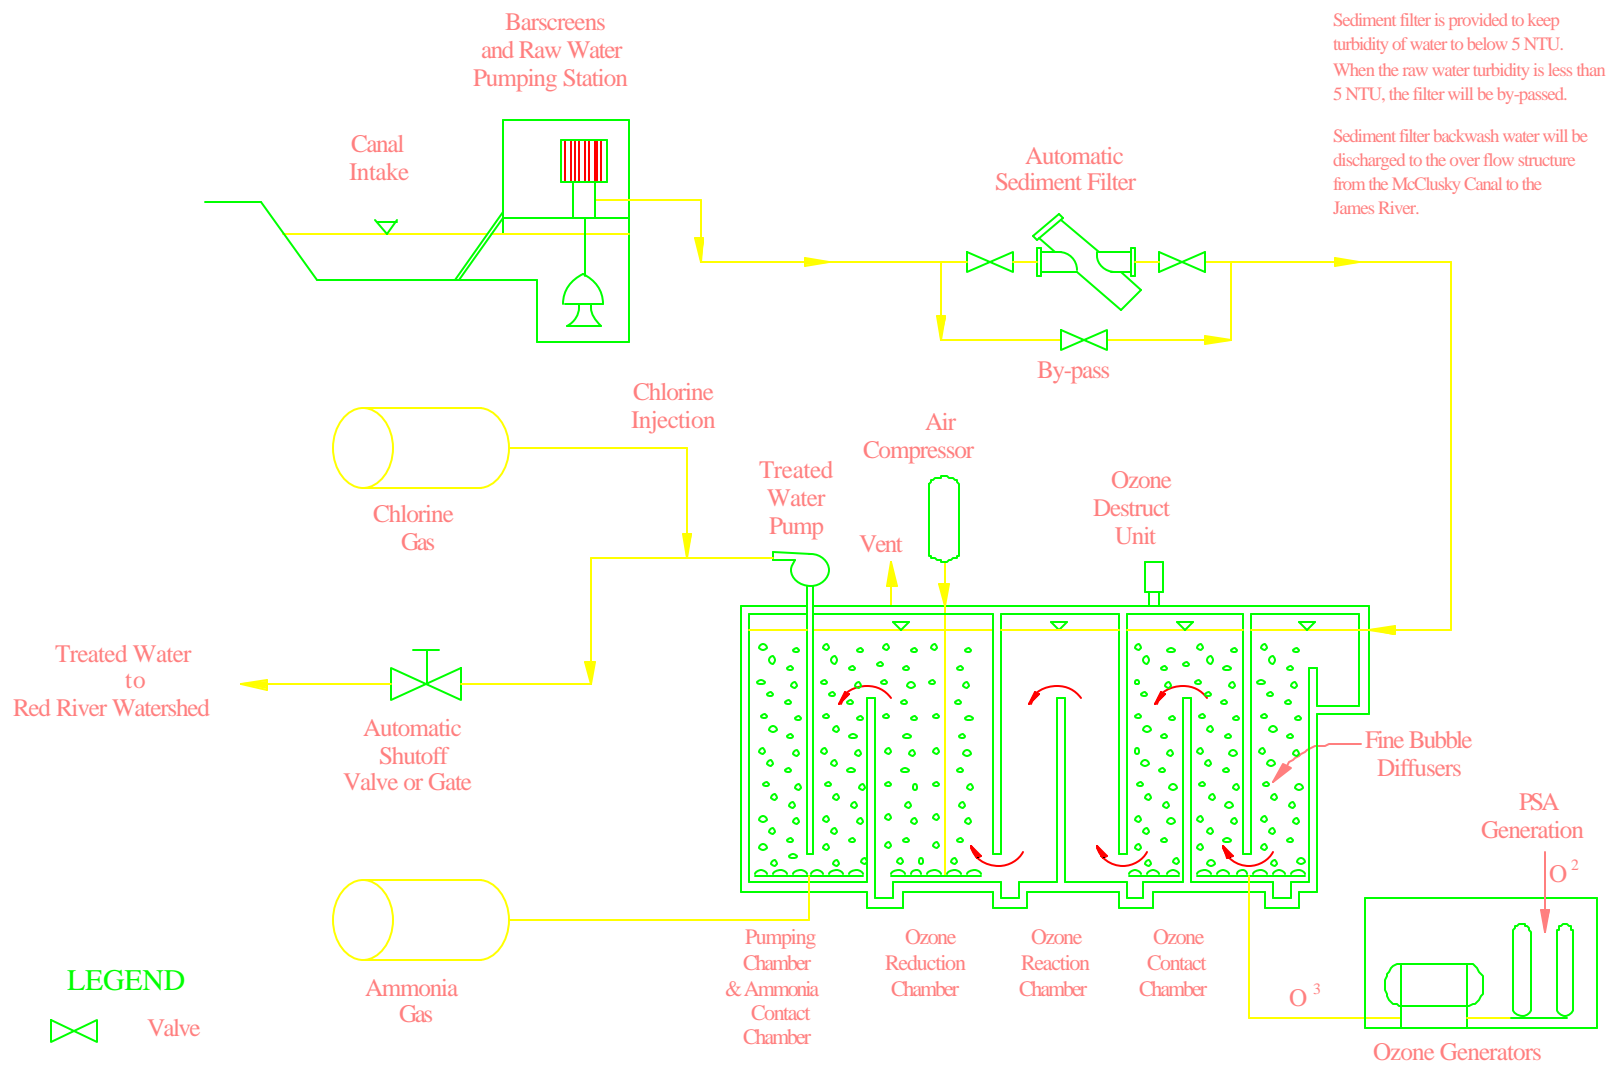 Barscreens
and Raw Water
Pumping Station
Sediment filter is provided to keep
turbidity of water to below 5 NTU.
When the raw water turbidity is less than
5 NTU, the filter will be by-passed.
Sediment filter backwash water will be
discharged to the over flow structure
from the McClusky Canal to the
James River.
Canal
Intake
Automatic
Sediment Filter
By-pass
Chlorine
Injection
Air
Compressor
Treated
Water
Pump
Ozone
Destruct
Unit
Chlorine
Gas
Vent
Treated Water
to
Red River Watershed
Automatic
Shutoff
Valve or Gate
Fine Bubble
Diffusers
PSA
Generation
O 2
Pumping
Chamber
& Ammonia
Contact
Chamber
Ozone
Reduction
Chamber
Ozone
Reaction
Chamber
Ozone
Contact
Chamber
O 3
Ammonia
Gas
LEGEND
Valve
Ozone Generators